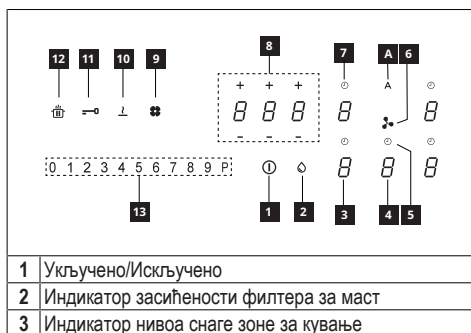 8
12 11 10 9 7 A 6
+ + + A
8 8 8 8 8
- - -
0 1 2 3 4 5 6 7 8 9 P 8 8 8
13 1 2 3 4 5
1 Укључено/Искључено
2 Индикатор засићености филтера за маст
3 Индикатор нивоа снаге зоне за кување